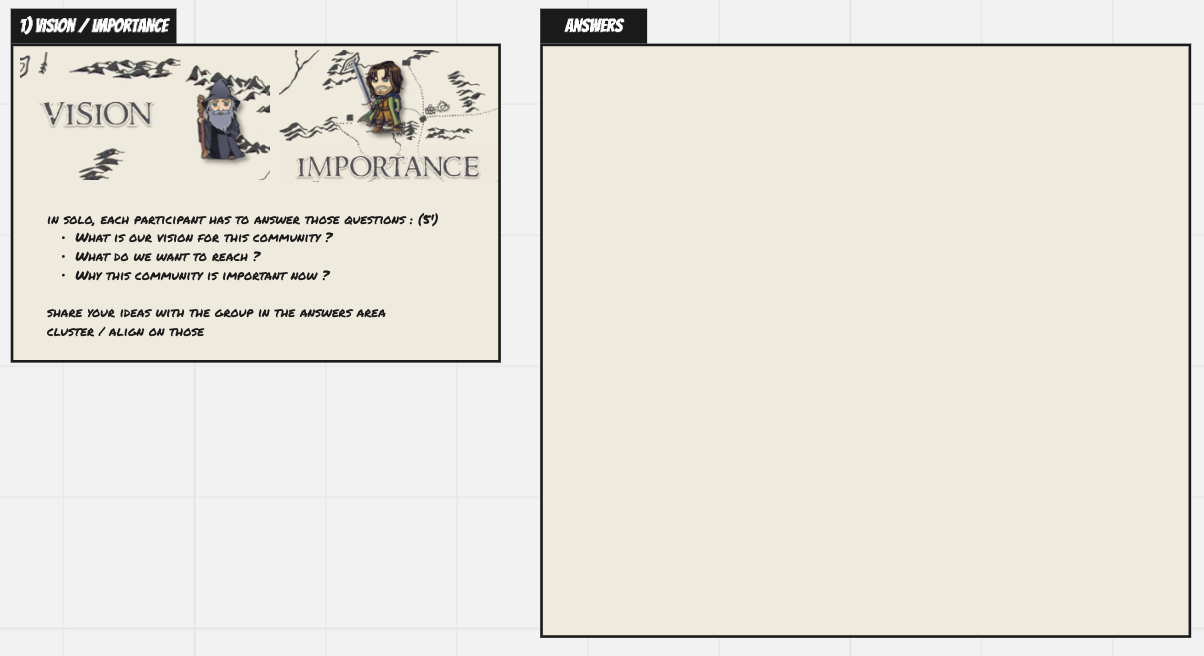 1) VISION / IMPORTANCE
VISION
IMPORTANCE
IN SOLO, EACH PARTICIPANT HAS TO ANSWER THOSE QUESTIONS : (5')
• WHAT IS OUR VISION FOR THIS COMMUNITY ?
• WHAT DO WE WANT TO REACH ?
• WHY THIS COMMUNITY IS IMPORTANT NOW ?
SHARE YOUR IDEAS WITH THE GROUP IN THE ANSWERS AREA
CLUSTER / ALIGN ON THOSE
ANSWERS